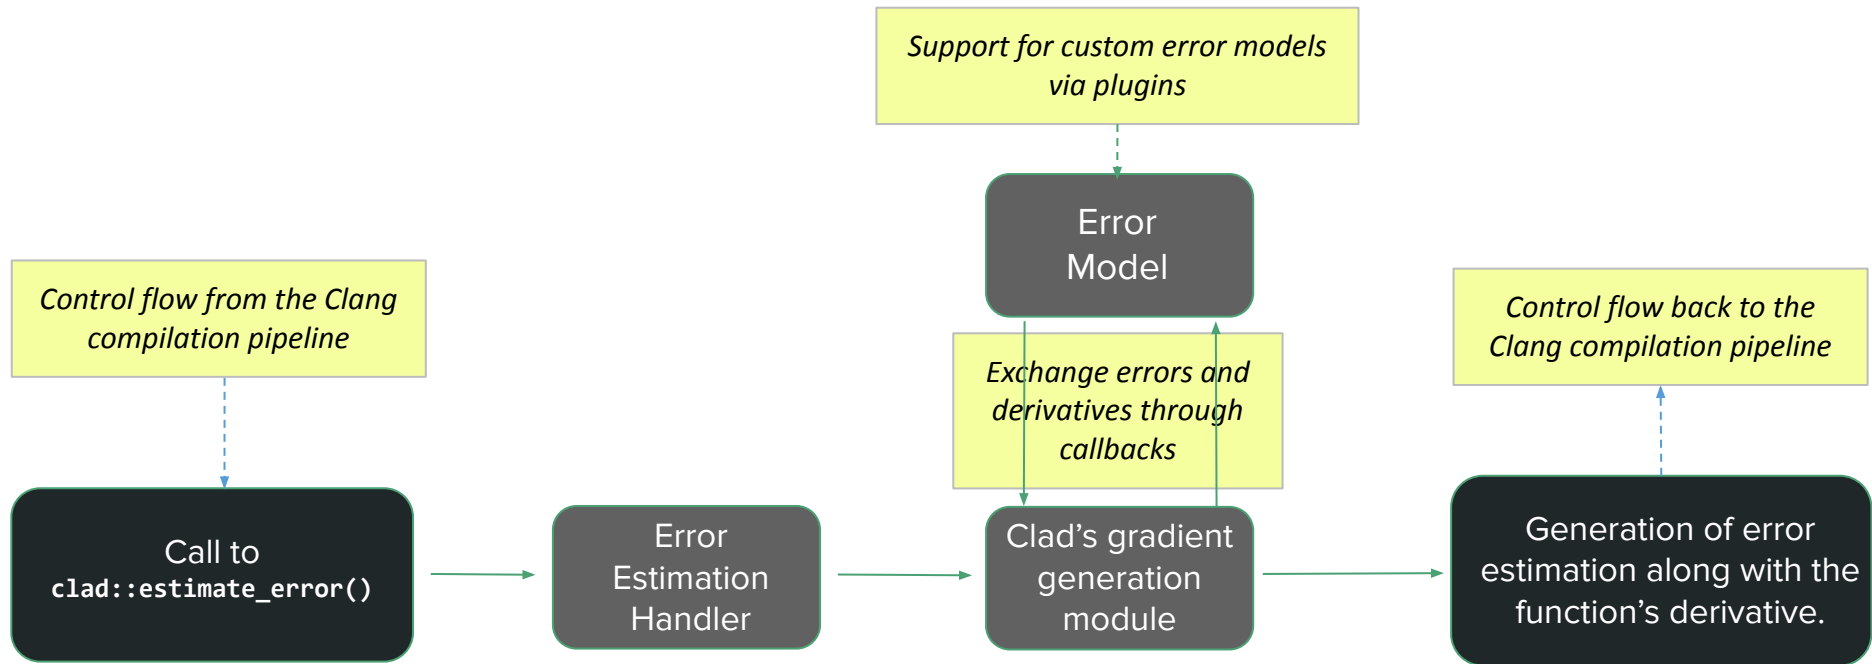 Support for custom error models
via plugins
Error
Model
Control flow from the Clang
compilation pipeline
Exchange errors and
derivatives through
callbacks
Control flow back to the
Clang compilation pipeline
Call to
clad::estimate_error()
Error
Estimation
Handler
Clad’s gradient
generation
module
Generation of error
estimation along with the
function’s derivative.